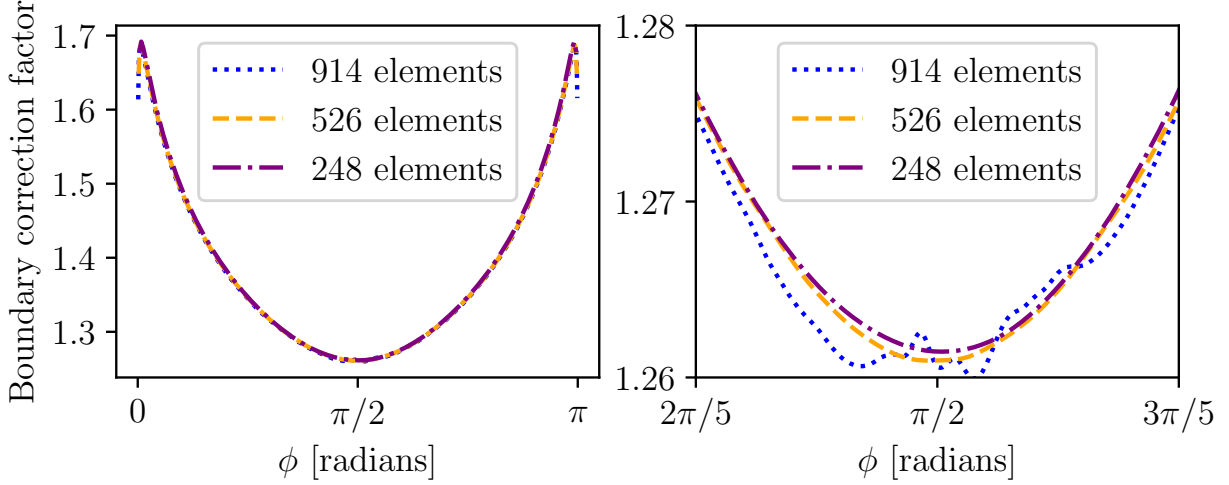 Boundary correction factor
1.7
1.6
1.5
1.4
1.3
914 elements
526 elements
248 elements
0
π/2
π
ϕ [radians]
1.28
1.27
1.26
914 elements
526 elements
248 elements
2π/5
π/2
3π/5
ϕ [radians]